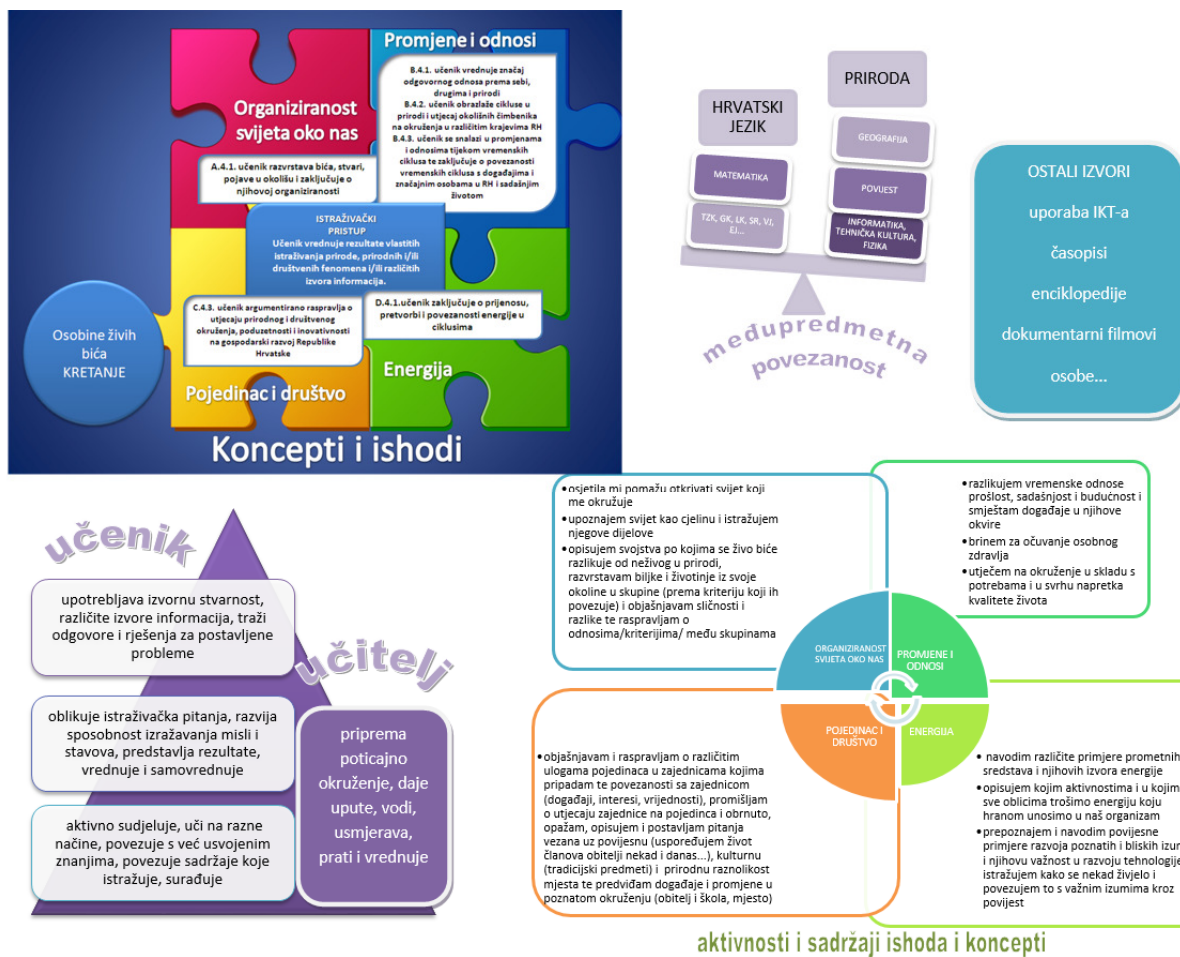 Promjene i odnosi
B.4.1. učenik vrednuje značaj
odgovornog odnosa prema sebi,
drugima i prirodi
B.4.2. učenik obrazlaže cikluse u
prirodi i utjecaj okolišnih čimbenika
na okruženja u različitim krajevima RH
B.4.3. učenik se snalazi u promjenama
i odnosima tijekom vremenskih
ciklusa te zaključuje o povezanosti
vremenskih ciklusa s događajima i
značajnim osobama u RH i sadašnjim
životom
Organiziranost
svijeta oko nas
A.4.1. učenik razvrstava bića, stvari,
pojave u okolišu i zaključuje o
njihovoj organiziranosti
ISTRAŽIVAČKI
PRISTUP
Učenik vrednuje rezultate vlastitih
istraživanja prirode, prirodnih i/ili
društvenih fenomena i/ili različitih
izvora informacija.
C.4.3. učenik argumentirano raspravlja o
utjecaju prirodnog i društvenog
okruženja, poduzetnosti i inovativnosti
na gospodarski razvoj Republike
Hrvatske
D.4.1.učenik zaključuje o prijenosu,
pretvorbi i povezanosti energije u
ciklusima
Osobine živih
bića
KRETANJE
Pojedinac i društvo
Energija
Koncepti i ishodi
HRVATSKI
JEZIK
MATEMATIKA
TZK, GK, LK, SR, VJ,
EJ...
PRIRODA
GEOGRAFIJA
POVIJEST
INFORMATIKA,
TEHNIČKA KULTURA,
FIZIKA
međupredmetna
povezanost
OSTALI IZVORI
uporaba IKT-a
časopisi
enciklopedije
dokumentarni filmovi
osobe...
učenik
upotrebljava izvornu stvarnost,
različite izvore informacija, traži
odgovore i rješenja za postavljene
probleme
oblikuje istraživačka pitanja, razvija
sposobnost izražavanja misli i
stavova, predstavlja rezultate,
vrednuje i samovrednuje
aktivno sudjeluje, uči na razne
načine, povezuje s već usvojenim
znanjima, povezuje sadržaje koje
istražuje, surađuje
učitelj
priprema
poticajno
okruženje, daje
upute, vodi,
usmjerava,
prati i vrednuje
•osjetila mi pomažu otkrivati svijet koji
me okružuje
•upoznajem svijet kao cjelinu i istražujem
njegove dijelove
•opisujem svojstva po kojima se živo biće
razlikuje od neživog u prirodi,
razvrstavam biljke i životinje iz svoje
okoline u skupine (prema kriteriju koji ih
povezuje) i objašnjavam sličnosti i
razlike te raspravljam o
odnosima/kriterijima/ među skupinama
•razlikujem vremenske odnose
prošlost, sadašnjost i budućnost i
smještam događaje u njihove
okvire
•brinem za očuvanje osobnog
zdravlja
•utječem na okruženje u skladu s
potrebama i u svrhu napretka
kvalitete života
ORGANIZIRANOST
SVIJETA OKO NAS
PROMJENE I
ODNOSI
POJEDINAC I
DRUŠTVO
ENERGIJA
•objašnjavam i raspravljam o različitim
ulogama pojedinaca u zajednicama kojima
pripadam te povezanosti sa zajednicom
(događaji, interesi, vrijednosti), promišljam
o utjecaju zajednice na pojedinca i obrnuto,
opažam, opisujem i postavljam pitanja
vezana uz povijesnu (uspoređujem život
članova obitelji nekad i danas...), kulturnu
(tradicijski predmeti) i prirodnu raznolikost
mjesta te predviđam događaje i promjene u
poznatom okruženju (obitelj i škola, mjesto)
• navodim različite primjere prometnih
sredstava i njihovih izvora energije
•opisujem kojim aktivnostima i u kojim
sve oblicima trošimo energiju koju
hranom unosimo u naš organizam
•prepoznajem i navodim povijesne
primjere razvoja poznatih i bliskih
i njihovu važnost u razvoju tehnologije
istražujem kako se nekad živjelo i
povezujem to s važnim izumima kroz
povijest
aktivnosti i sadržaji ishoda i koncepti